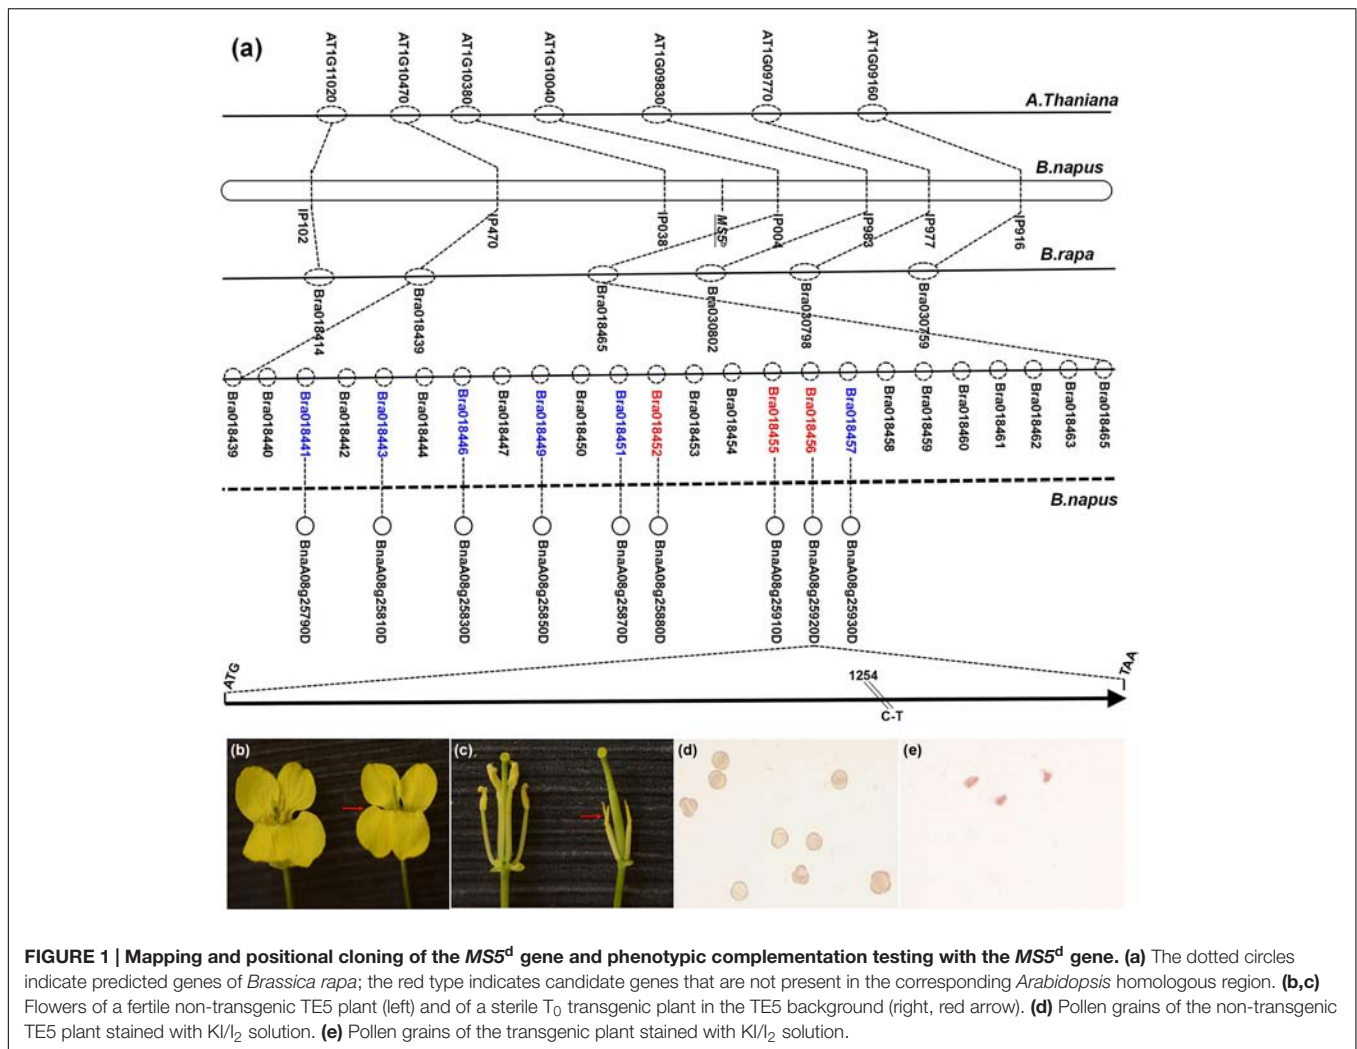 (a)
AT1G11020
AT1G10470
AT1G10380
AT1G10040
AT1G09830
AT1G09770
AT1G09160
A.Thaniana
B.napus
IP102
IP470
IP038
MS5ᵇ
IP004
IP983
IP977
IP916
B.rapa
Bra018414
Bra018439
Bra018465
Bra030802
Bra030798
Bra030759
Bra018439
Bra018440
Bra018441
Bra018442
Bra018443
Bra018444
Bra018446
Bra018447
Bra018449
Bra018450
Bra018451
Bra018452
Bra018453
Bra018454
Bra018455
Bra018456
Bra018457
Bra018458
Bra018459
Bra018460
Bra018461
Bra018462
Bra018463
Bra018465
B.napus
BnaA08g25790D
BnaA08g25810D
BnaA08g25830D
BnaA08g25850D
BnaA08g25870D
BnaA08g25880D
BnaA08g25910D
BnaA08g25920D
BnaA08g25930D
ATG
TAA
1254
C-T
(b)
(c)
(d)
(e)
FIGURE 1 | Mapping and positional cloning of the MS5ᵈ gene and phenotypic complementation testing with the MS5ᵈ gene. (a) The dotted circles
indicate predicted genes of Brassica rapa; the red type indicates candidate genes that are not present in the corresponding Arabidopsis homologous region. (b,c)
Flowers of a fertile non-transgenic TE5 plant (left) and of a sterile T₀ transgenic plant in the TE5 background (right, red arrow). (d) Pollen grains of the non-transgenic
TE5 plant stained with KI/I₂ solution. (e) Pollen grains of the transgenic plant stained with KI/I₂ solution.